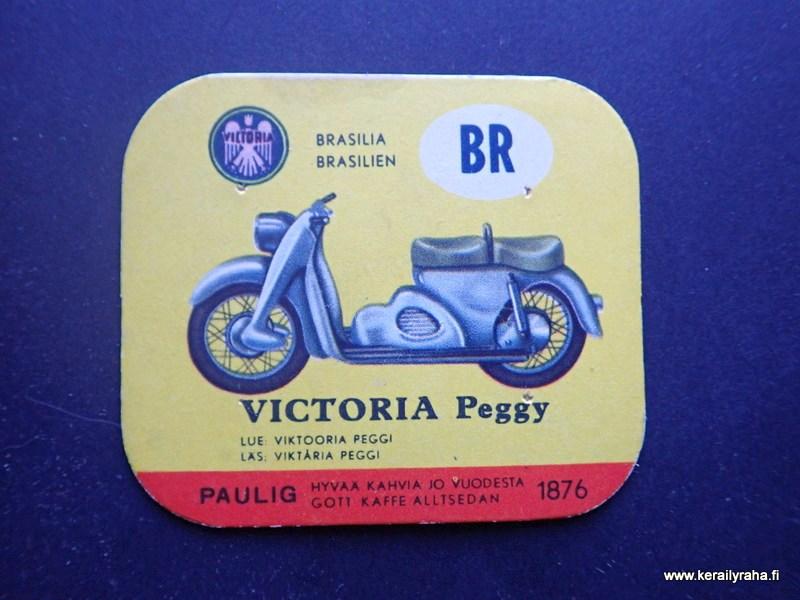 VICTORIA
BRASILIA
BRASILIEN
BR
VICTORIA Peggy
LUE: VIKTOORIA PEGGI
LÄS: VIKTÅRIA PEGGI
PAULIG HYVÄÄ KAHVIA JO VUODESTA 1876
GOTT KAFFE ALLTSEDAN
www.kerailyraha.fi